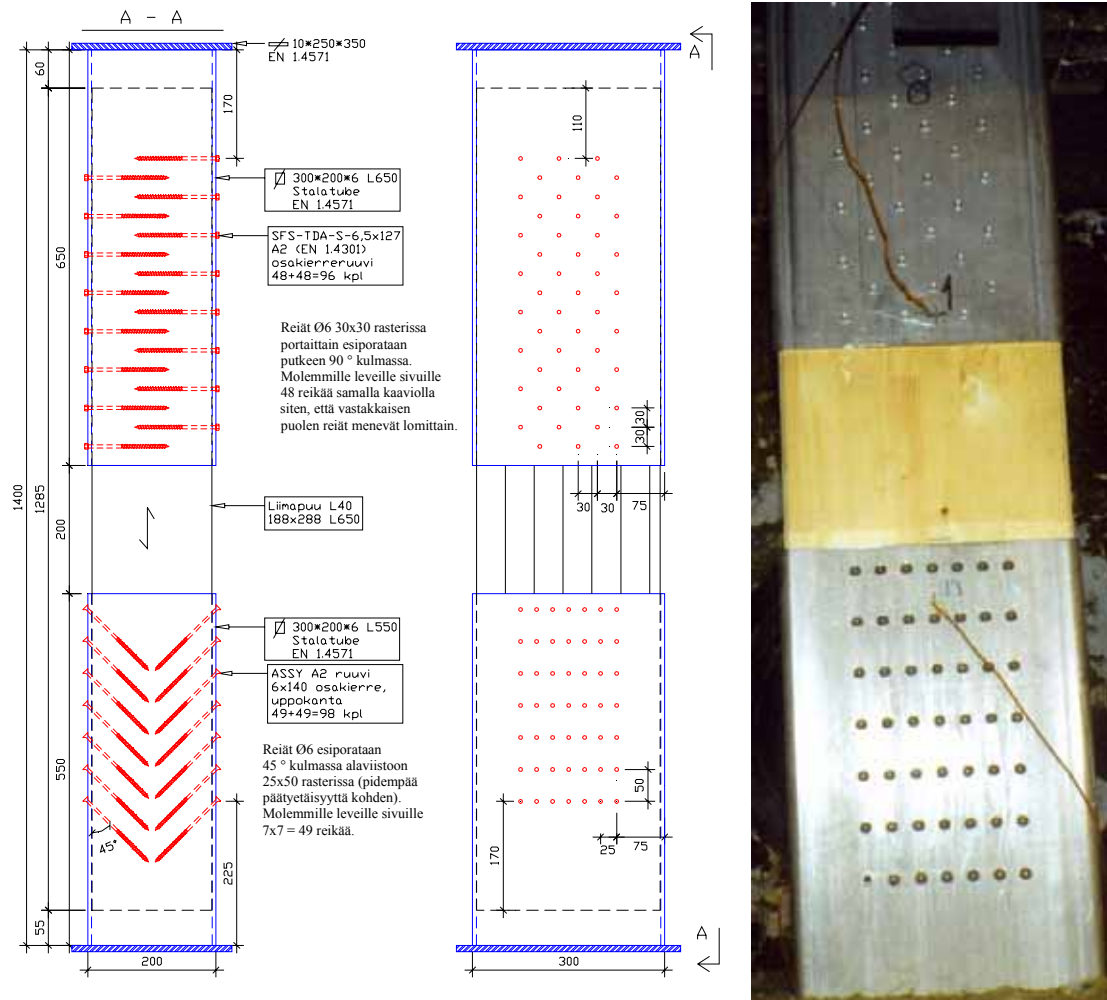 A - A
10*250*350
EN 1.4571
60
170
650
300*200*6 L650
Stalatube
EN 1.4571
SFS-TDA-S-6,5x127
A2 (EN 1.4301)
osakierreruuvi
48+48=96 kpl
Reiät Ø6 30x30 rasterissa
portaittain esiporataan
putkeen 90 ° kulmassa.
Molemmille leveille sivuille
48 reikää samalla kaaviolla
siten, että vastakkaisen
puolen reiät menevät lomittain.
1400
1285
200
Liimapuu L40
188x288 L650
300*200*6 L550
Stalatube
EN 1.4571
ASSY A2 ruuvi
6x140 osakierre,
uppokanta
49+49=98 kpl
Reiät Ø6 esiporataan
45 ° kulmassa alaviistoon
25x50 rasterissa (pidempää
päätyetäisyyttä kohden).
Molemmille leveille sivuille
7x7 = 49 reikää.
550
45°
225
55
200
A
110
30
30
30
30
75
50
25
75
170
A
300